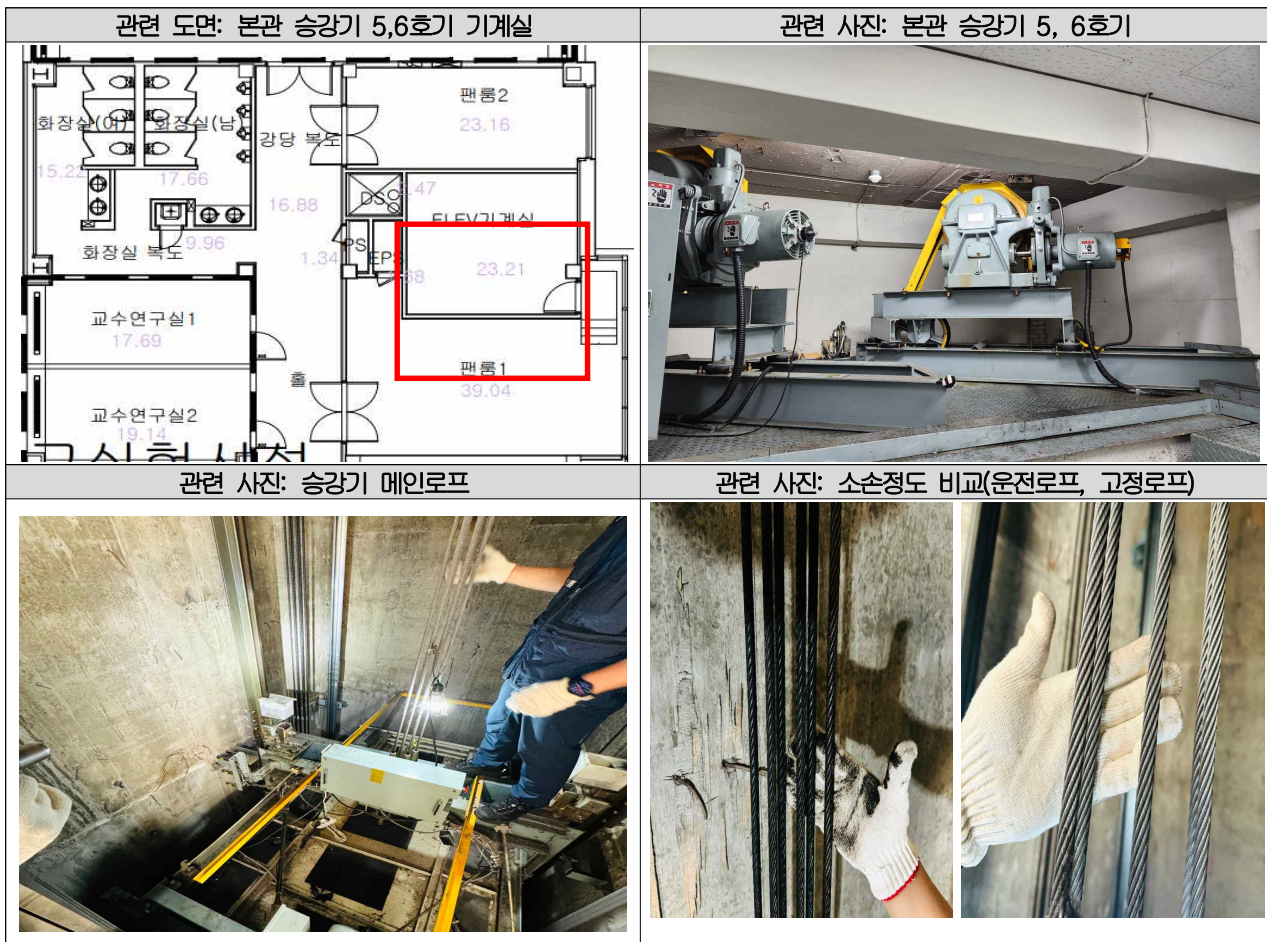 관련 도면: 본관 승강기 5,6호기 기계실
관련 사진: 본관 승강기 5, 6호기
팬룸2
23.16
화장실(여)
화장실(남)
강당 복도
15.22
17.66
16.88
DSC
ELEV기계실
9.96
화장실 복도
1.34
PS
EPS
23.21
교수연구실1
17.69
홀
팬룸1
39.04
교수연구실2
19.14
관련 사진: 승강기 메인로프
관련 사진: 소손정도 비교(운전로프, 고정로프)